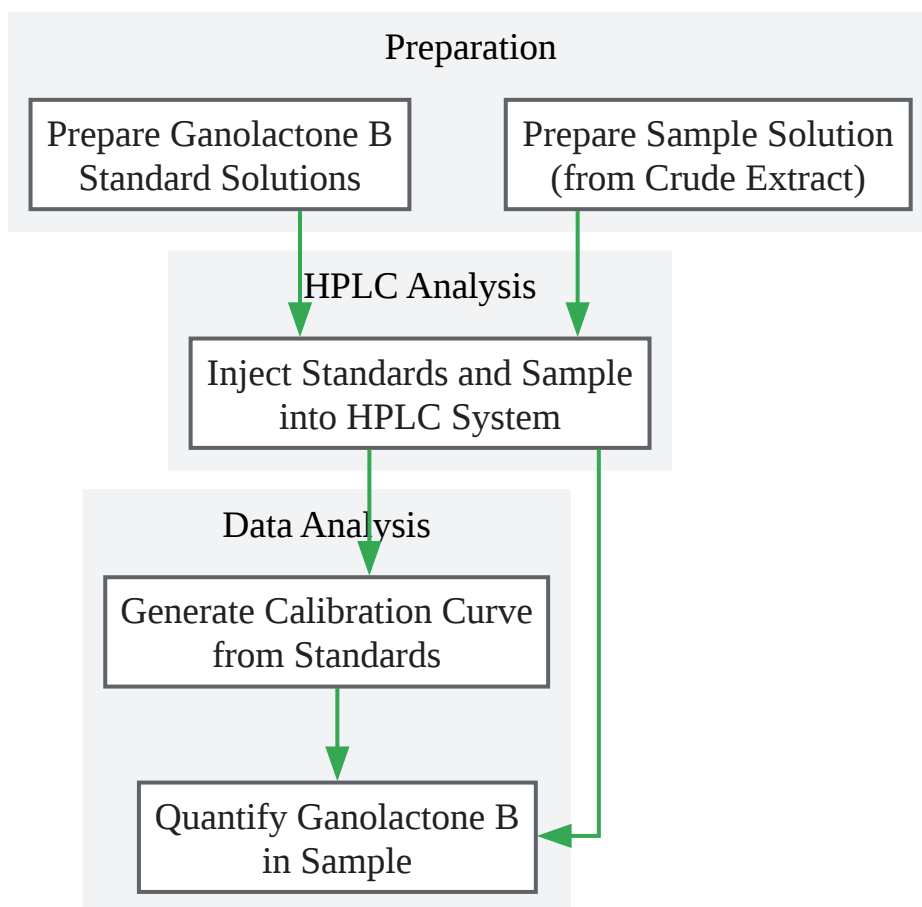 Preparation
Prepare Ganolactone B
Standard Solutions
Prepare Sample Solution
(from Crude Extract)
HPLC Analysis
Inject Standards and Sample
into HPLC System
Data Analysis
Generate Calibration Curve
from Standards
Quantify Ganolactone B
in Sample